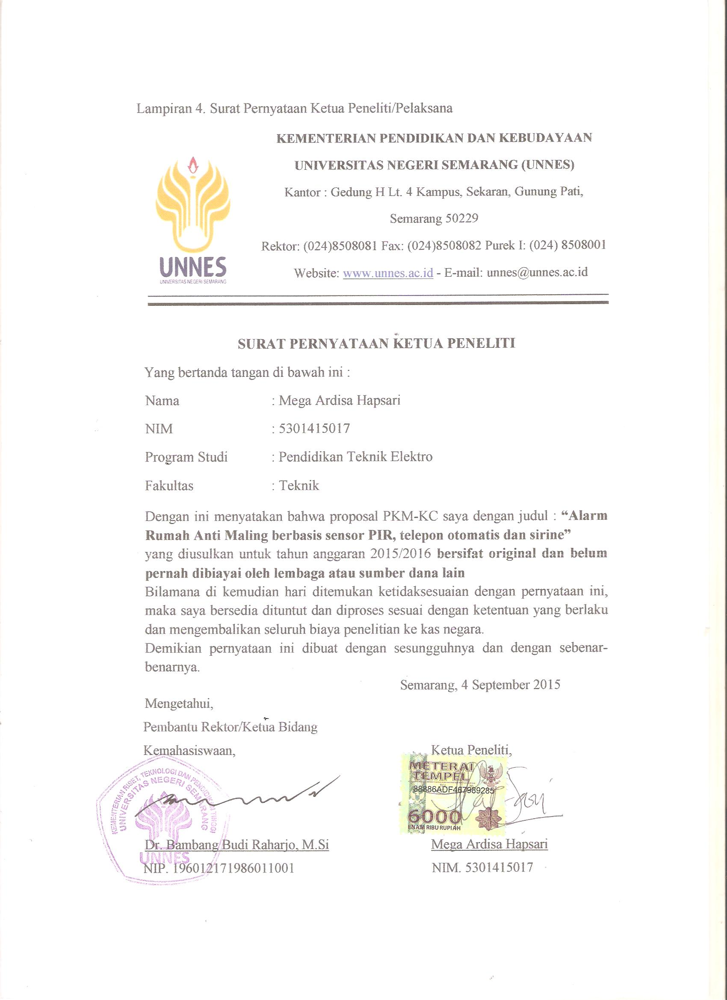 Lampiran 4. Surat Pernyataan Ketua Peneliti/Pelaksana
KEMENTERIAN PENDIDIKAN DAN KEBUDAYAAN
UNIVERSITAS NEGERI SEMARANG (UNNES)
Kantor : Gedung H Lt. 4 Kampus, Sekaran, Gunung Pati,
Semarang 50229
Rektor: (024)8508081 Fax: (024)8508082 Purek I: (024) 8508001
Website: www.unnes.ac.id - E-mail: unnes@unnes.ac.id
UNNES
UNIVERSITAS NEGERI SEMARANG
SURAT PERNYATAAN KETUA PENELITI
Yang bertanda tangan di bawah ini :
Nama : Mega Ardisa Hapsari
NIM : 5301415017
Program Studi : Pendidikan Teknik Elektro
Fakultas : Teknik
Dengan ini menyatakan bahwa proposal PKM-KC saya dengan judul : “Alarm
Rumah Anti Maling berbasis sensor PIR, telepon otomatis dan sirine”
yang diusulkan untuk tahun anggaran 2015/2016 bersifat original dan belum
pernah dibiayai oleh lembaga atau sumber dana lain
Bilamana di kemudian hari ditemukan ketidaksesuaian dengan pernyataan ini,
maka saya bersedia dituntut dan diproses sesuai dengan ketentuan yang berlaku
dan mengembalikan seluruh biaya penelitian ke kas negara.
Demikian pernyataan ini dibuat dengan sesungguhnya dan dengan sebenar-
benarnya.
Semarang, 4 September 2015
Mengetahui,
Pembantu Rektor/Ketua Bidang
Kemahasiswaan,
Ketua Peneliti,
KEMENTERIAN RISET, TEKNOLOGI DAN PENDIDIKAN TINGGI
UNIVERSITAS NEGERI SEMARANG
UNNES
METERAI
TEMPEL
88886ADF467989285
6000
ENAM RIBU RUPIAH
Dr. Bambang Budi Raharjo, M.Si
NIP. 196012171986011001
Mega Ardisa Hapsari
NIM. 5301415017